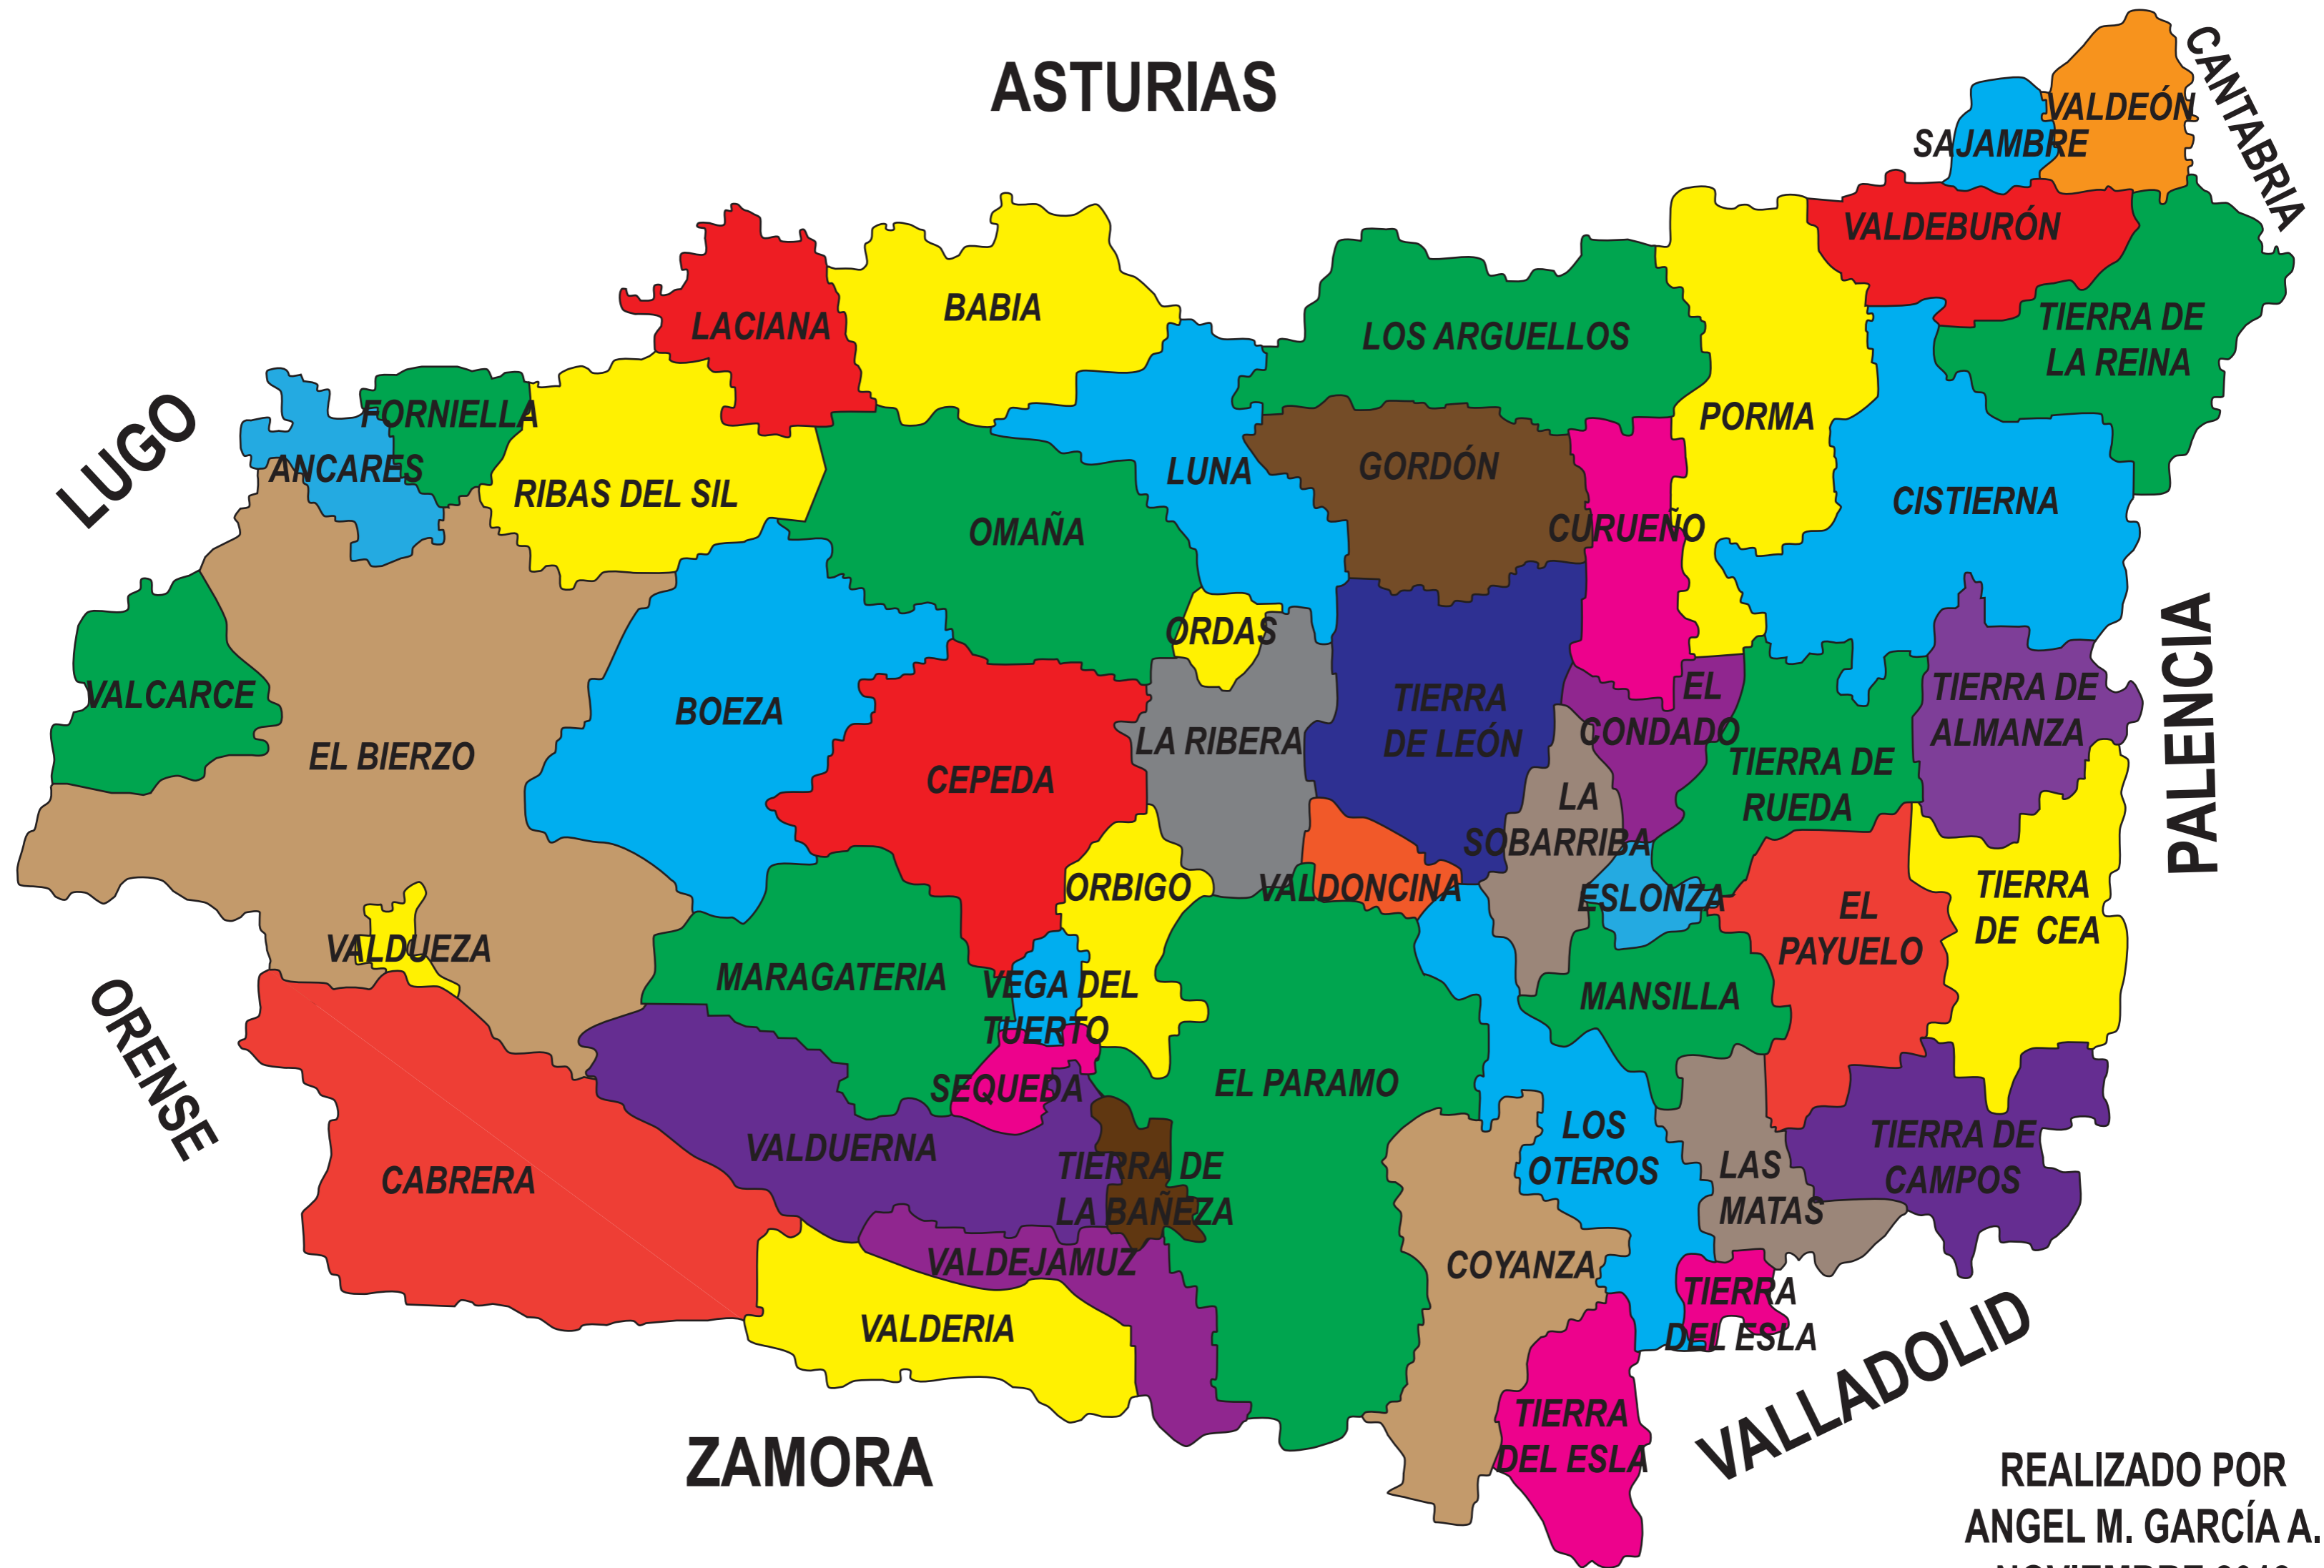 ASTURIAS
CANTABRIA
VALDEÓN
SAJAMBRE
VALDEBURÓN
LACIANA
BABIA
LOS ARGUELLOS
TIERRA DE
LA REINA
LUGO
FORNIELLA
ANCARES
RIBAS DEL SIL
OMAÑA
LUNA
GORDÓN
CURUEÑO
PORMA
CISTIERNA
PALENCIA
ORDAS
VALCARCE
EL BIERZO
BOEZA
CEPEDA
LA RIBERA
TIERRA
DE LEÓN
EL
CONDADO
TIERRA DE
RUEDA
TIERRA DE
ALMANZA
LA
SOBARRIBA
ORBIGO
VALDONCINA
ESLONZA
EL
PAYUELO
TIERRA
DE CEA
VALDUEZA
MARAGATERIA
VEGA DEL
TUERTO
MANSILLA
ORENSE
SEQUEDA
EL PARAMO
CABRERA
VALDUERNA
TIERRA DE
LA BAÑEZA
LOS
OTEROS
LAS
MATAS
TIERRA DE
CAMPOS
VALDEJAMUZ
COYANZA
TIERRA
DEL ESLA
VALDERIA
TIERRA
DEL ESLA
VALLADOLID
ZAMORA
REALIZADO POR
ANGEL M. GARCÍA A.
NOVIEMBRE